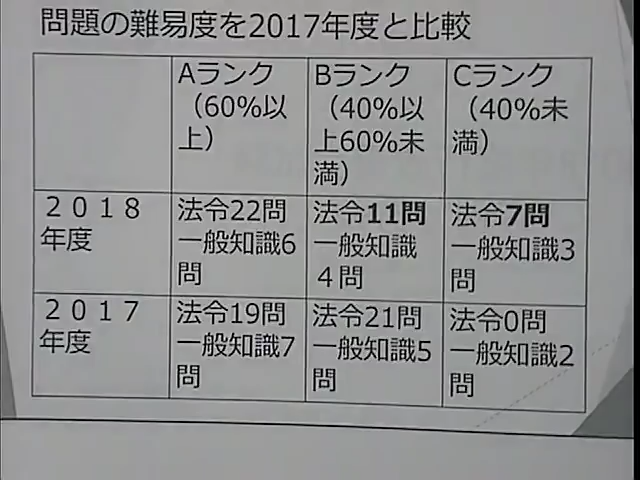 問題の難易度を2017年度と比較
Aランク
（60%以
上）
Bランク
（40%以
上60%未
満）
Cランク
（40%未
満）
２０１８
年度
法令22問
一般知識6
問
法令11問
一般知識
４問
法令7問
一般知識3
問
２０１７
年度
法令19問
一般知識7
問
法令21問
一般知識5
問
法令0問
一般知識2
問